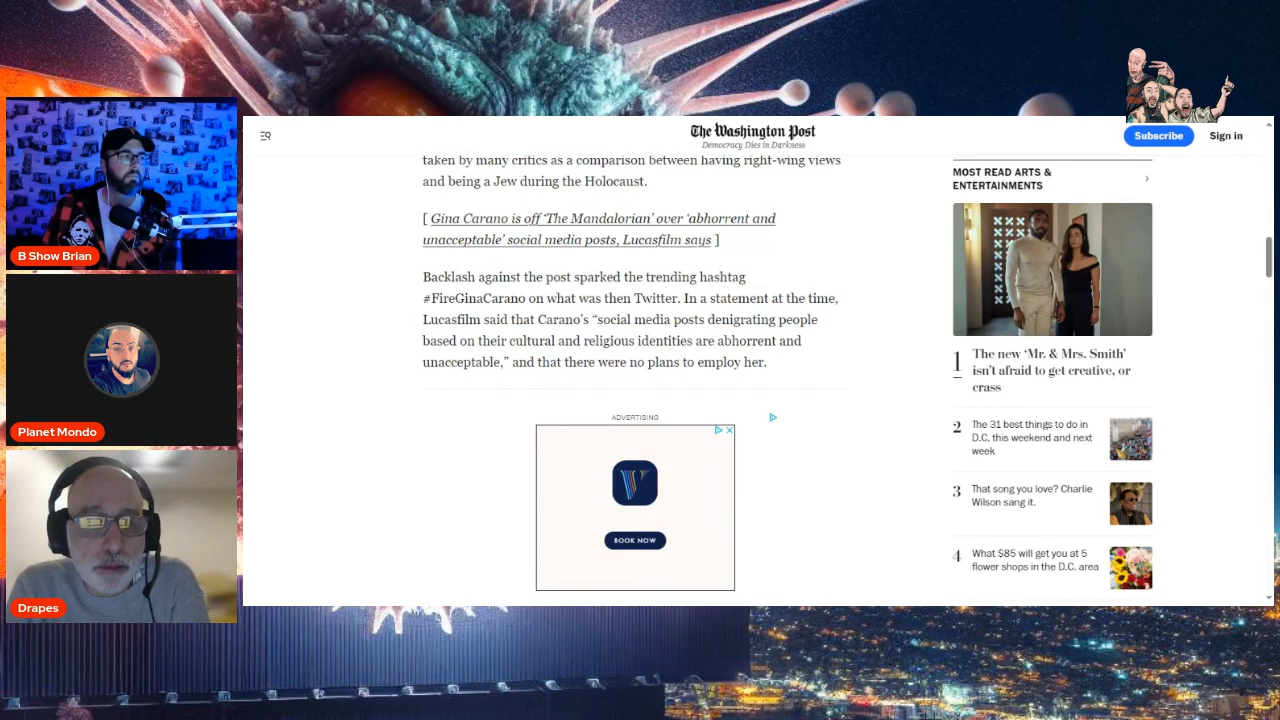 B Show Brian
Planet Mondo
Drapes
The Washington Post
Democracy Dies in Darkness
Subscribe
Sign in
taken by many critics as a comparison between having right-wing views
and being a Jew during the Holocaust.
[ Gina Carano is off ‘The Mandalorian’ over ‘abhorrent and
unacceptable’ social media posts, Lucasfilm says ]
Backlash against the post sparked the trending hashtag
#FireGinaCarano on what was then Twitter. In a statement at the time,
Lucasfilm said that Carano’s “social media posts denigrating people
based on their cultural and religious identities are abhorrent and
unacceptable,” and that there were no plans to employ her.
ADVERTISING
BOOK NOW
MOST READ ARTS &
ENTERTAINMENTS
1
The new ‘Mr. & Mrs. Smith’
isn’t afraid to get creative, or
crass
2
The 31 best things to do in
D.C. this weekend and next
week
3
That song you love? Charlie
Wilson sang it.
4
What $85 will get you at 5
flower shops in the D.C. area